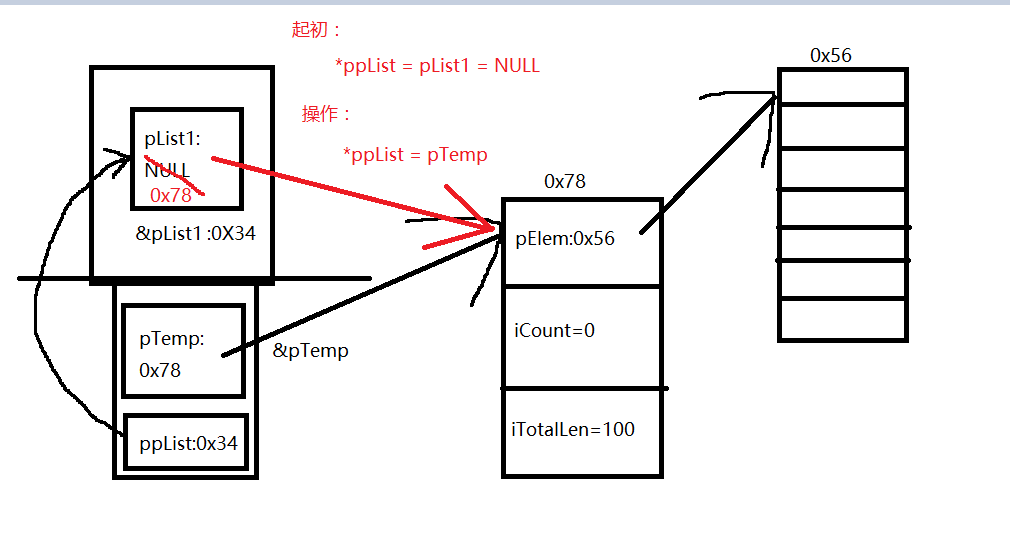 起初：
*ppList = pList1 = NULL
操作：
*ppList = pTemp
pList1:
NULL
0x78
&pList1 :0X34
pTemp:
0x78
&pTemp
ppList:0x34
0x78
pElem:0x56
iCount=0
iTotalLen=100
0x56